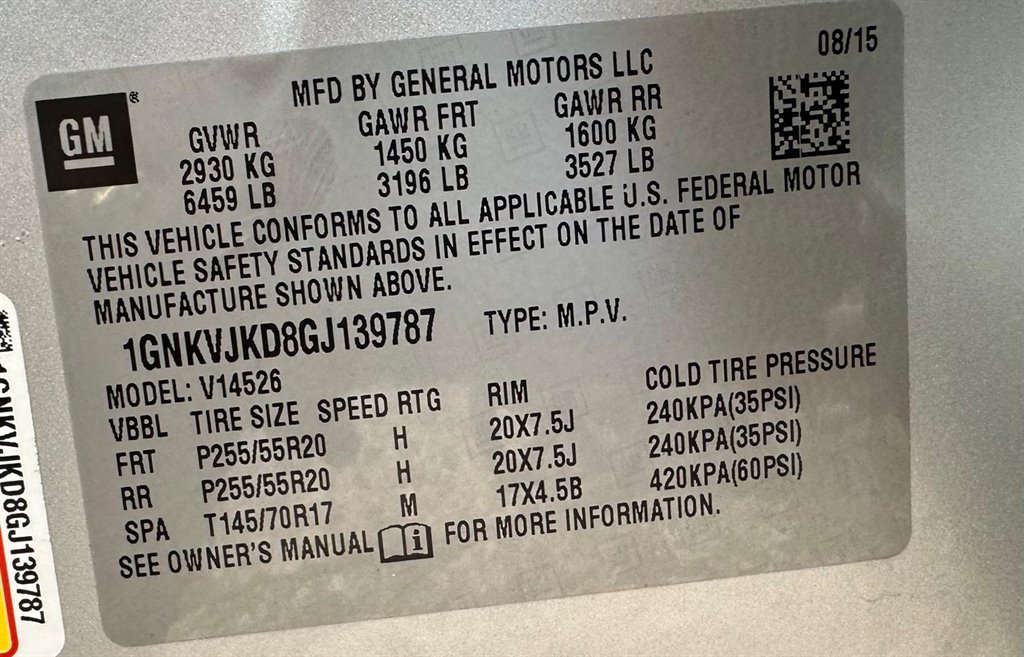 08/15
MFD BY GENERAL MOTORS LLC
GM®
GVWR GAWR FRT GAWR RR
2930 KG 1450 KG 1600 KG
6459 LB 3196 LB 3527 LB
THIS VEHICLE CONFORMS TO ALL APPLICABLE U.S. FEDERAL MOTOR
VEHICLE SAFETY STANDARDS IN EFFECT ON THE DATE OF
MANUFACTURE SHOWN ABOVE.
1GNKVJKD8GJ139787 TYPE: M.P.V.
MODEL: V14526
VBBL TIRE SIZE SPEED RTG RIM COLD TIRE PRESSURE
FRT P255/55R20 H 20X7.5J 240KPA(35PSI)
RR P255/55R20 H 20X7.5J 240KPA(35PSI)
SPA T145/70R17 M 17X4.5B 420KPA(60PSI)
SEE OWNER'S MANUAL i FOR MORE INFORMATION.
1GNKVJKD8GJ139787